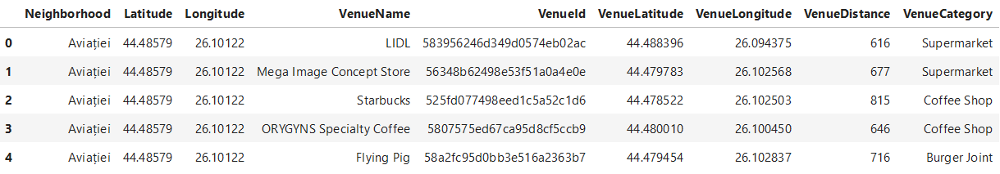 Neighborhood Latitude Longitude VenueName VenueId VenueLatitude VenueLongitude VenueDistance VenueCategory
0 Aviației 44.48579 26.10122 LIDL 583956246d349d0574eb02ac 44.488396 26.094375 616 Supermarket
1 Aviației 44.48579 26.10122 Mega Image Concept Store 56348b62498e53f51a0a4e0e 44.479783 26.102568 677 Supermarket
2 Aviației 44.48579 26.10122 Starbucks 525fd077498eed1c5a52c1d6 44.478522 26.102503 815 Coffee Shop
3 Aviației 44.48579 26.10122 ORYGYNS Specialty Coffee 5807575ed67ca95d8cf5ccb9 44.480010 26.100450 646 Coffee Shop
4 Aviației 44.48579 26.10122 Flying Pig 58a2fc95d0bb3e516a2363b7 44.479454 26.102837 716 Burger Joint